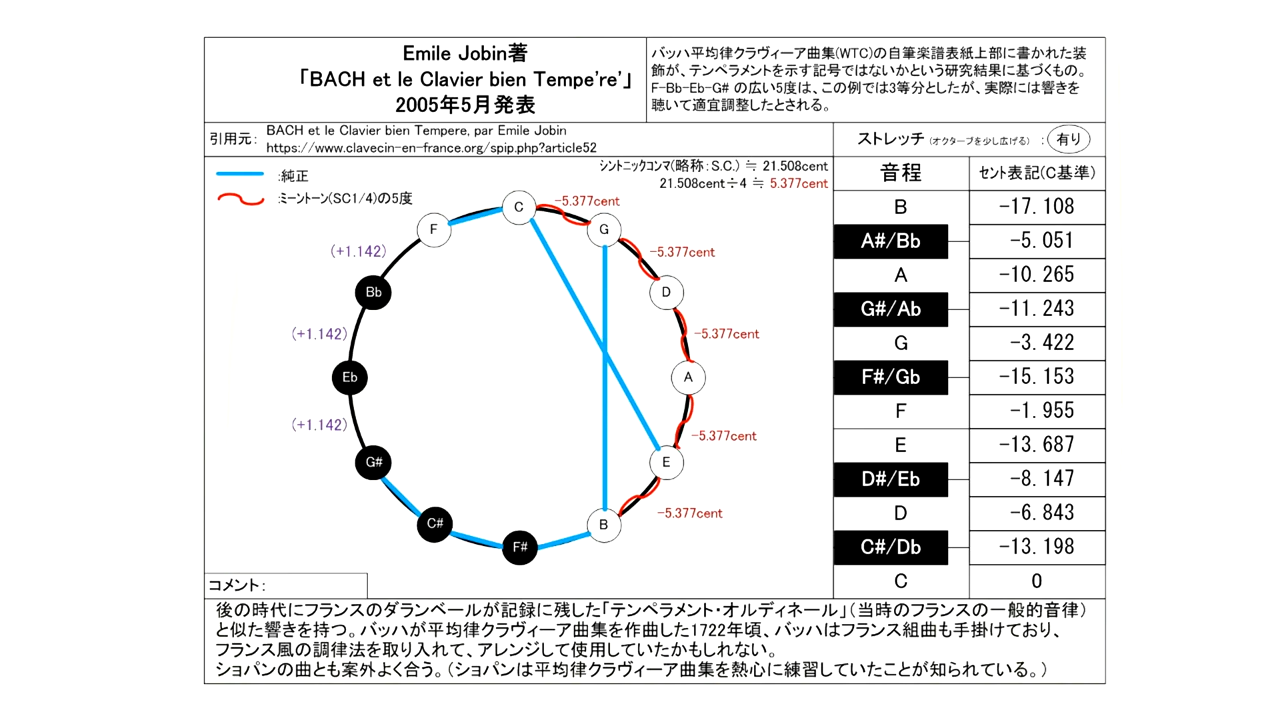 Emile Jobin著
「BACH et le Clavier bien Tempe're'」
2005年5月発表
バッハ平均律クラヴィーア曲集(WTC)の自筆楽譜表紙上部に書かれた装
飾が、テンペラメントを示す記号ではないかという研究結果に基づくもの。
F-Bb-Eb-G# の広い5度は、この例では3等分としたが、実際には響きを
聴いて適宜調整したとされる。
引用元：
BACH et le Clavier bien Tempere, par Emile Jobin
https://www.clavecin-en-france.org/spip.php?article52
ストレッチ (オクターブを少し広げる) ： 有り
:純正
:ミーントーン(SC1/4)の5度
シントニックコンマ(略称：S.C.) ≒ 21.508cent
21.508cent÷4 ≒ 5.377cent
C
-5.377cent
G
-5.377cent
D
-5.377cent
A
-5.377cent
E
-5.377cent
B
F#
C#
G#
(+1.142)
Eb
(+1.142)
Bb
(+1.142)
F
音程 セント表記(C基準)
B -17.108
A#/Bb -5.051
A -10.265
G#/Ab -11.243
G -3.422
F#/Gb -15.153
F -1.955
E -13.687
D#/Eb -8.147
D -6.843
C#/Db -13.198
C 0
コメント：
後の時代にフランスのダランベールが記録に残した「テンペラメント・オルディネール」（当時のフランスの一般的音律）
と似た響きを持つ。バッハが平均律クラヴィーア曲集を作曲した1722年頃、バッハはフランス組曲も手掛けており、
フランス風の調律法を取り入れて、アレンジして使用していたかもしれない。
ショパンの曲とも案外よく合う。（ショパンは平均律クラヴィーア曲集を熱心に練習していたことが知られている。）